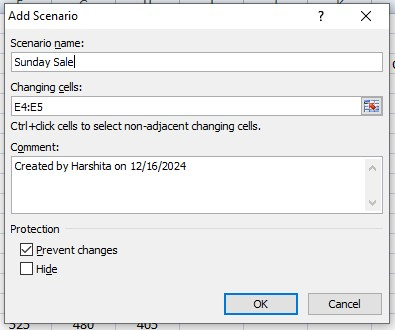 Add Scenario
?
Scenario name:
Sunday Sale
Changing cells:
E4:E5
Ctrl+click cells to select non-adjacent changing cells.
Comment:
Created by Harshita on 12/16/2024
Protection
Prevent changes
Hide
OK
Cancel
525 480 405